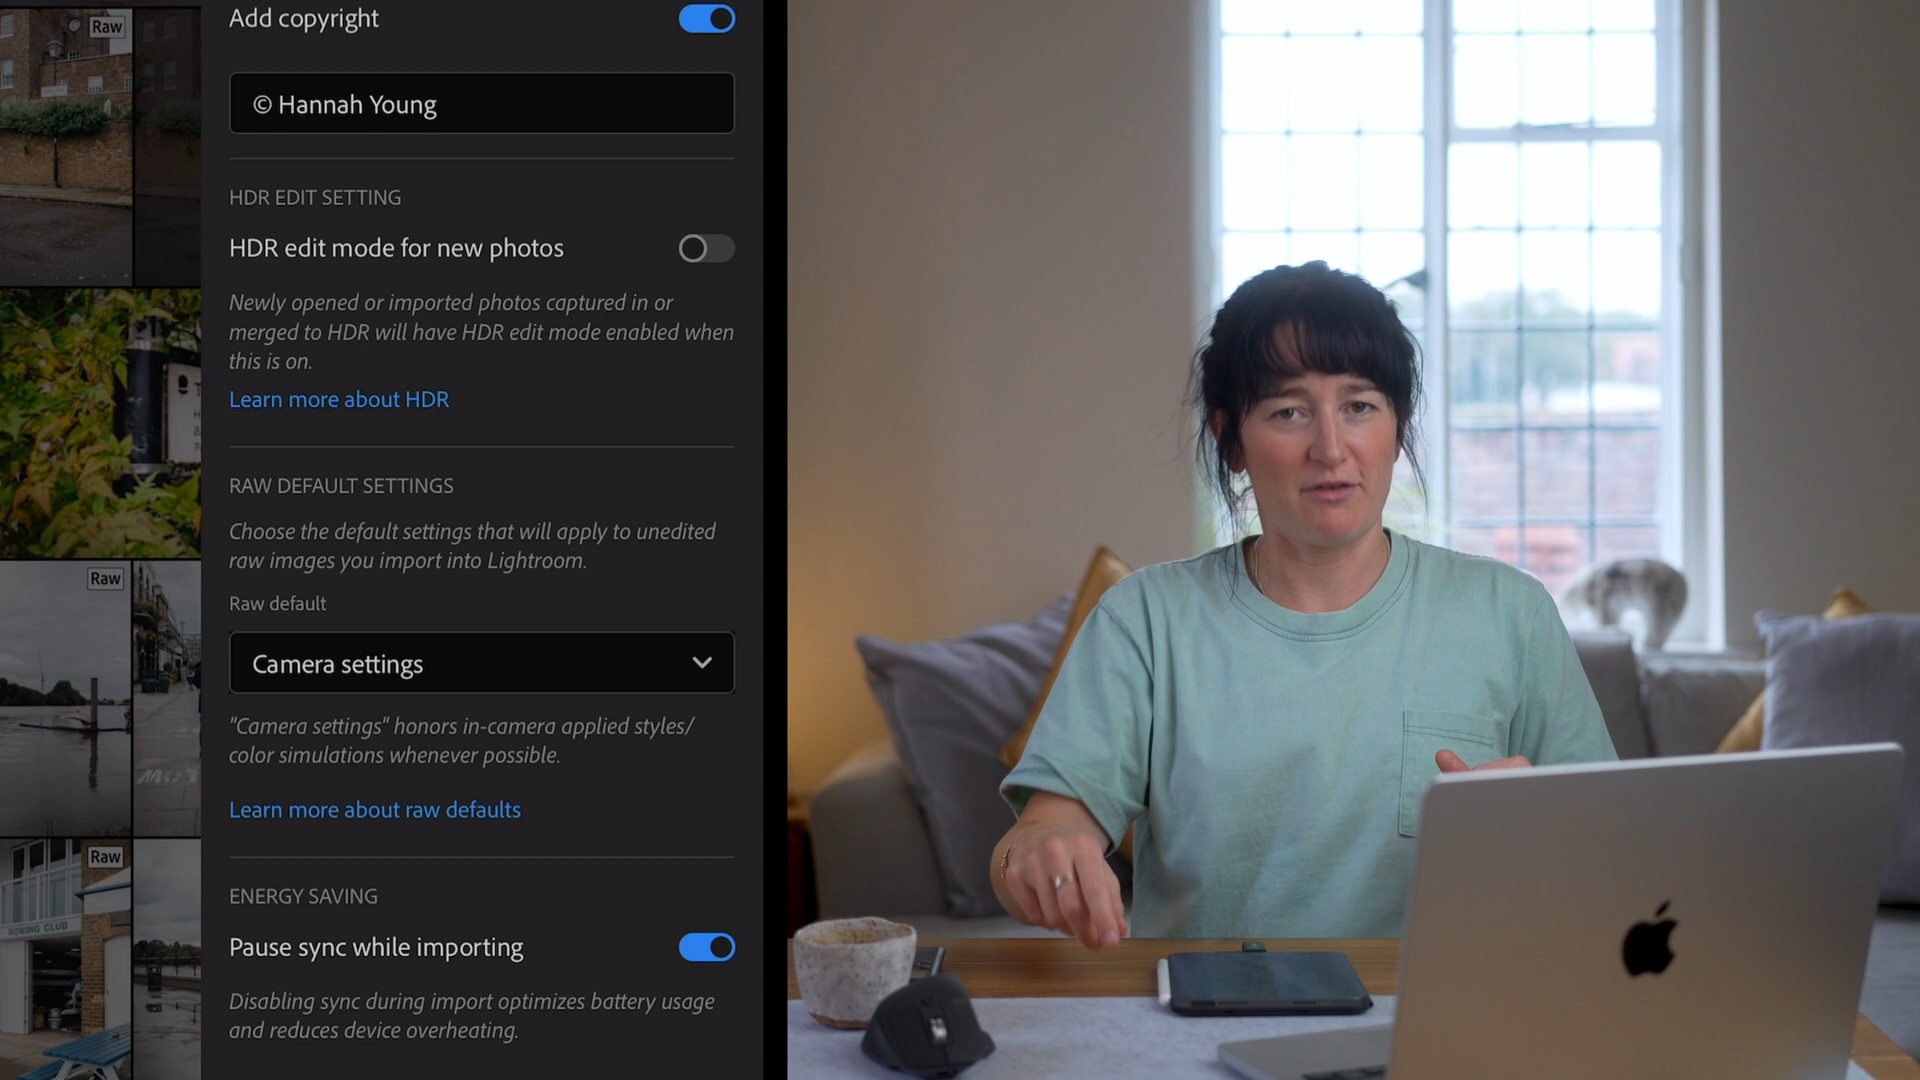 Add copyright
Raw
© Hannah Young
HDR EDIT SETTING
HDR edit mode for new photos
Newly opened or imported photos captured in or
merged to HDR will have HDR edit mode enabled when
this is on.
Learn more about HDR
RAW DEFAULT SETTINGS
Choose the default settings that will apply to unedited
raw images you import into Lightroom.
Raw
Raw default
Camera settings
"Camera settings" honors in-camera applied styles/
color simulations whenever possible.
Learn more about raw defaults
Raw
ENERGY SAVING
ROWING CLUB
Pause sync while importing
Disabling sync during import optimizes battery usage
and reduces device overheating.